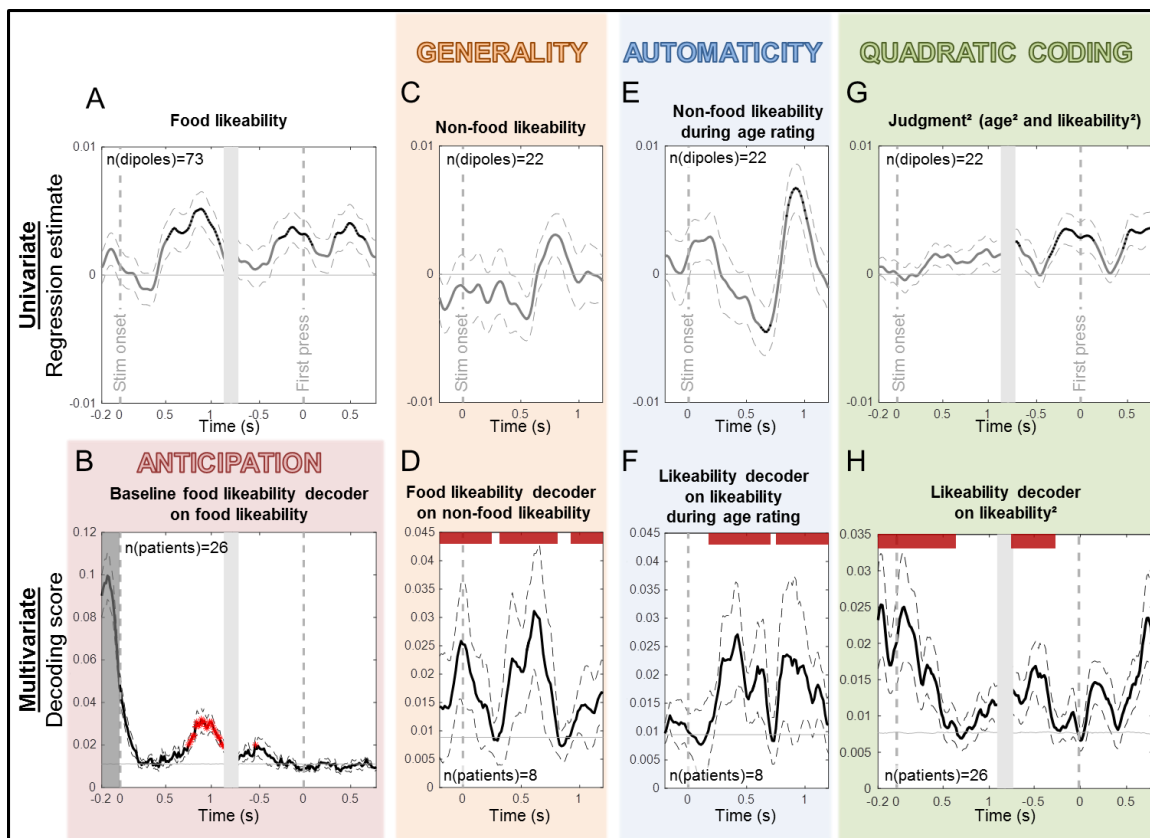 GENERALITY
AUTOMATICITY
QUADRATIC CODING
A
Food likeability
C
Non-food likeability
E
Non-food likeability
during age rating
G
Judgment² (age² and likeability²)
Univariate
Regression estimate
0.01
0
-0.01
n(dipoles)=73
Stim onset
First press
-0.2 0 0.5 1 -0.5 0 0.5
Time (s)
0.01
0
-0.01
n(dipoles)=22
Stim onset
0 0.5 1
Time (s)
0.01
0
-0.01
n(dipoles)=22
Stim onset
0 0.5 1
Time (s)
0.01
0
-0.01
n(dipoles)=22
Stim onset
First press
-0.2 0 0.5 1 -0.5 0 0.5
Time (s)
B
ANTICIPATION
Baseline food likeability decoder
on food likeability
D
Food likeability decoder
on non-food likeability
F
Likeability decoder
on likeability
during age rating
H
Likeability decoder
on likeability²
Multivariate
Decoding score
0.12
0.1
0.08
0.06
0.04
0.02
0
n(patients)=26
-0.2 0 0.5 1 -0.5 0 0.5
Time (s)
0.045
0.04
0.035
0.03
0.025
0.02
0.015
0.01
0.005
0
n(patients)=8
0 0.5 1
Time (s)
0.045
0.04
0.035
0.03
0.025
0.02
0.015
0.01
0.005
0
n(patients)=8
0 0.5 1
Time (s)
0.035
0.03
0.025
0.02
0.015
0.01
0.005
0
n(patients)=26
-0.2 0 0.5 1 -0.5 0 0.5
Time (s)